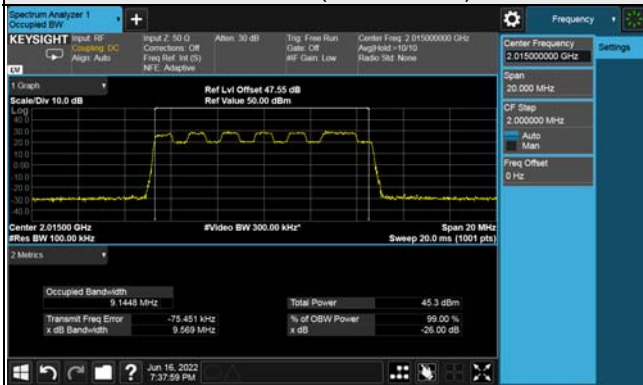 Spectrum Analyzer 1
Occupied BW
+
Frequency
KEYSIGHT
Input: RF
Coupling: DC
Align: Auto
Input Z: 50 Ω
Corrections: Off
Freq Ref: Int (S)
NFE: Adaptive
Atten: 30 dB
Trig: Free Run
Gate: Off
#IF Gain: Low
Center Freq: 2.015000000 GHz
Avg|Hold:>10/10
Radio Std: None
Center Frequency
2.015000000 GHz
Settings
Span
20.000 MHz
CF Step
2.000000 MHz
Auto
Man
Freq Offset
0 Hz
1 Graph
Scale/Div 10.0 dB
Ref Lvl Offset 47.55 dB
Ref Value 50.00 dBm
Log
40.0
30.0
20.0
10.0
0.00
-10.0
-20.0
-30.0
-40.0
Center 2.01500 GHz
#Res BW 100.00 kHz
#Video BW 300.00 kHz*
Span 20 MHz
Sweep 20.0 ms (1001 pts)
2 Metrics
Occupied Bandwidth
9.1448 MHz
Total Power 45.3 dBm
Transmit Freq Error -75.451 kHz
% of OBW Power 99.00 %
x dB Bandwidth 9.569 MHz
x dB -26.00 dB
?
Jun 16, 2022
7:37:59 PM